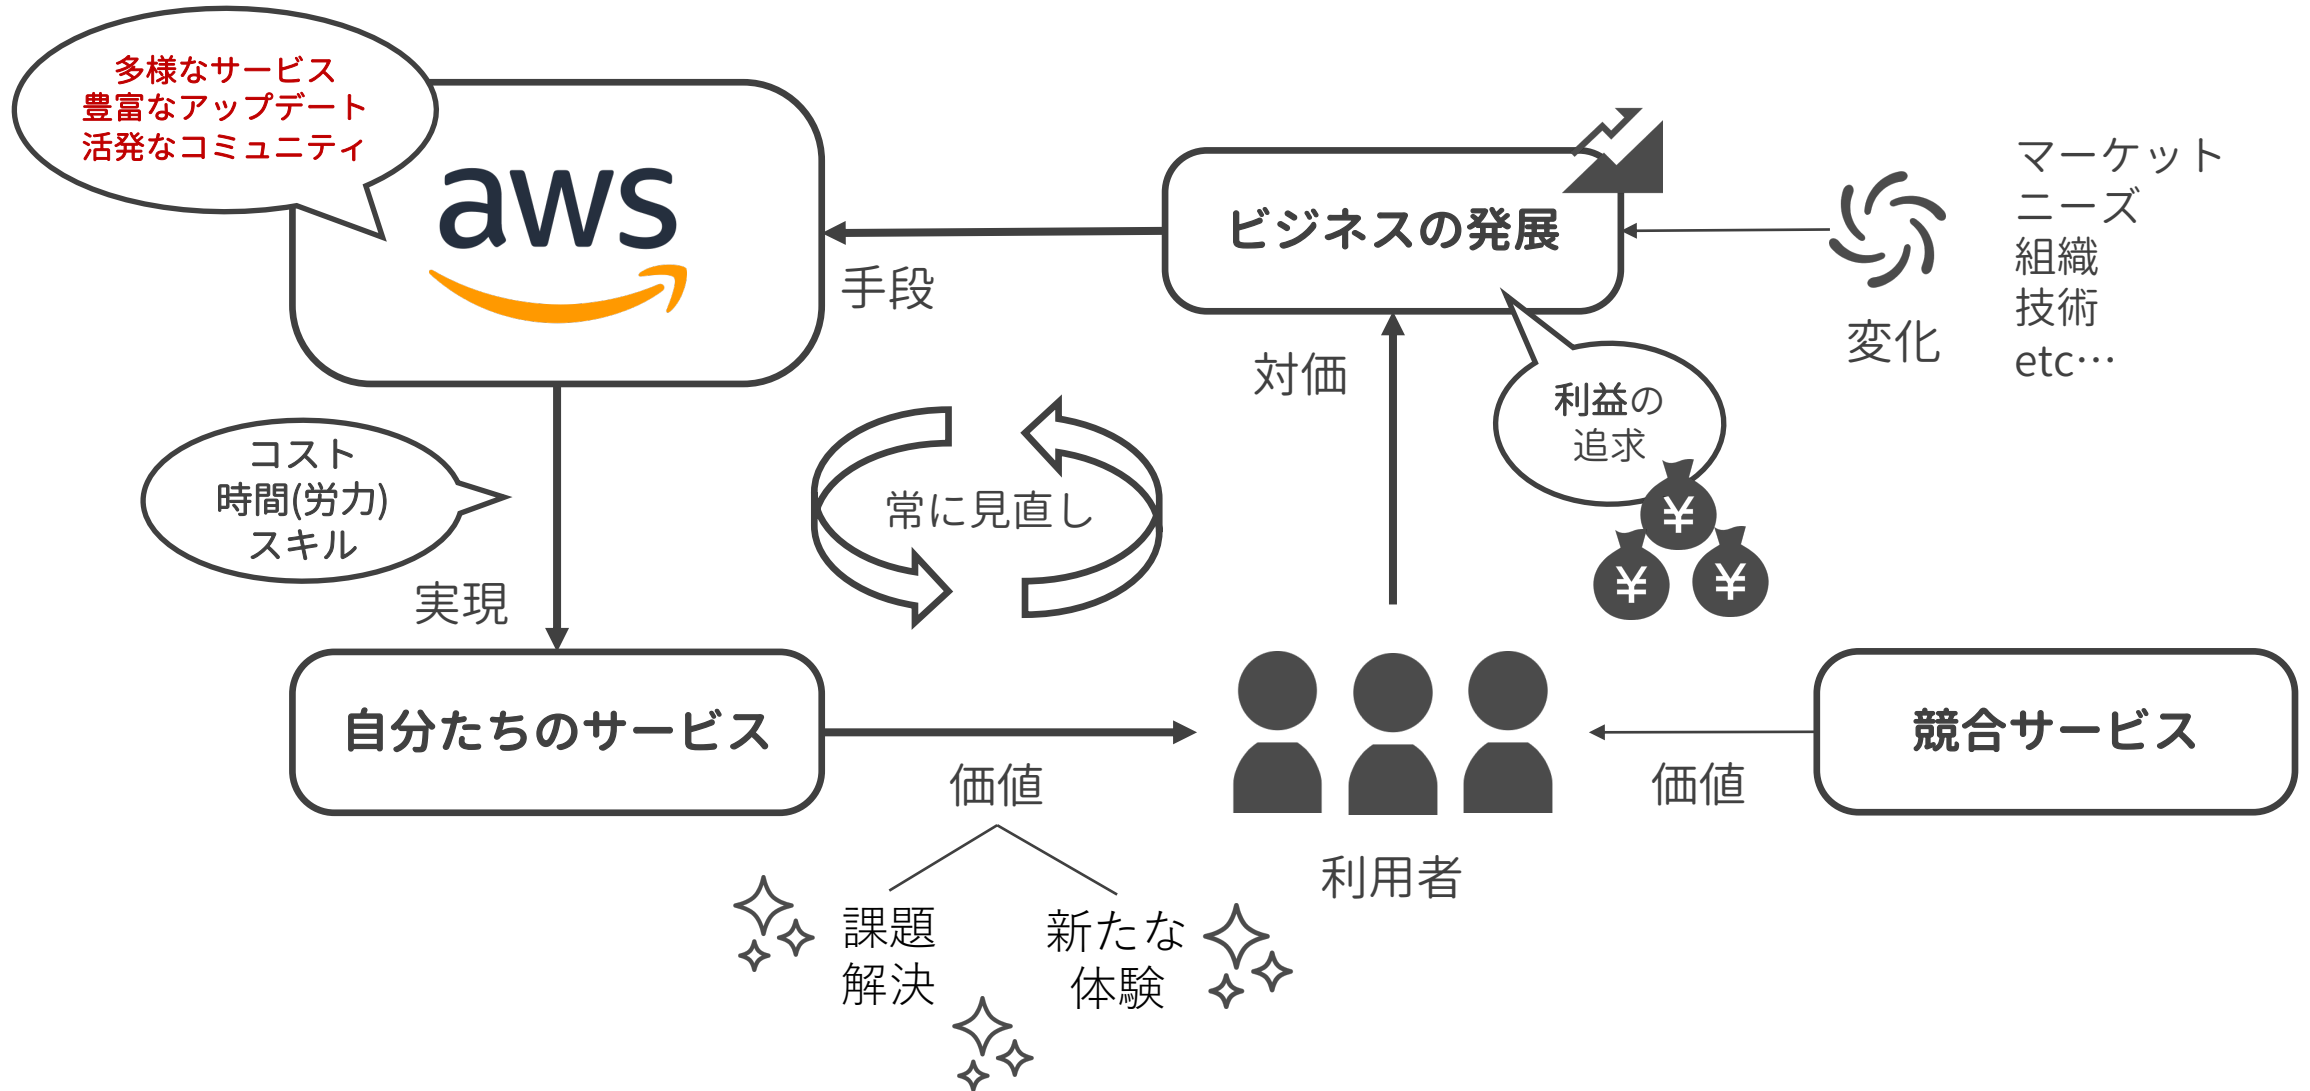 多様なサービス
豊富なアップデート
活発なコミュニティ
aws
手段
ビジネスの発展
変化
マーケット
ニーズ
組織
技術
etc…
対価
利益の
追求
¥
¥
¥
コスト
時間(労力)
スキル
実現
常に見直し
自分たちのサービス
価値
課題
解決
新たな
体験
利用者
価値
競合サービス